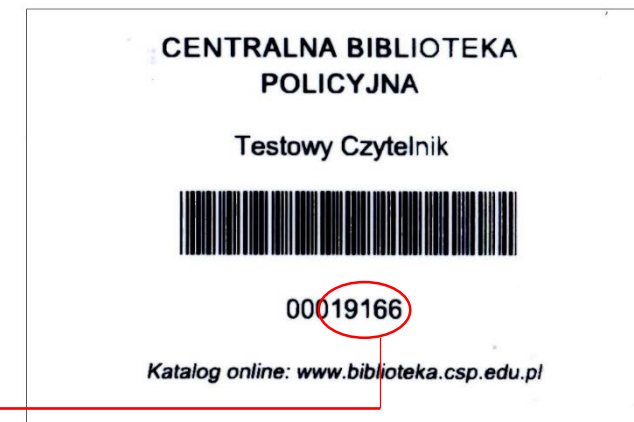 CENTRALNA BIBLIOTEKA
POLICYJNA
Testowy Czytelnik
00019166
Katalog online: www.biblioteka.csp.edu.pl